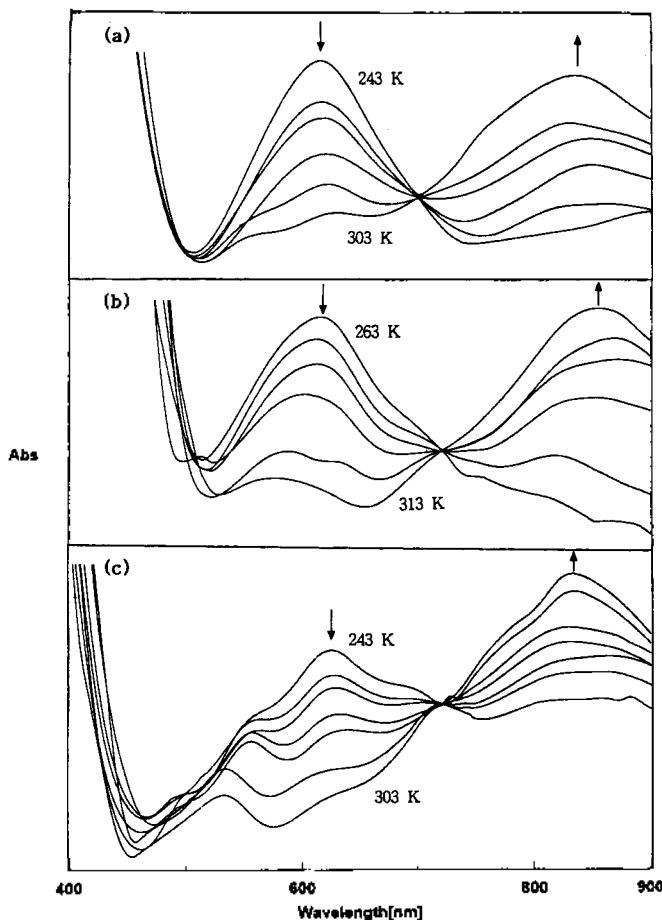 (a)
243 K
303 K
(b)
263 K
313 K
Abs
(c)
243 K
303 K
400 600 800 900
Wavelength[nm]